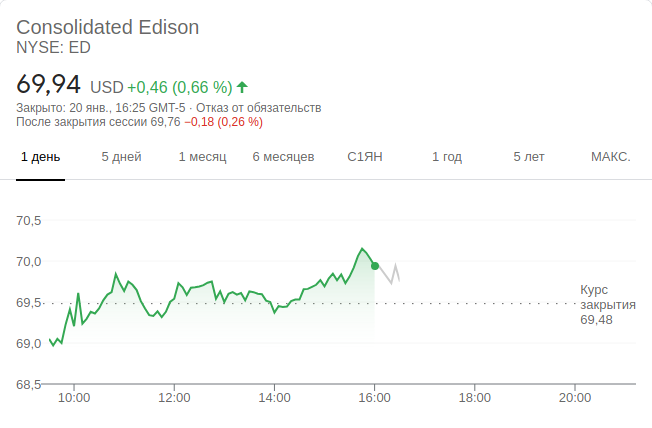 Consolidated Edison
NYSE: ED
69,94 USD +0,46 (0,66 %)
Закрыто: 20 янв., 16:25 GMT-5 · Отказ от обязательств
После закрытия сессии 69,76 −0,18 (0,26 %)
1 день 5 дней 1 месяц 6 месяцев С1ЯН 1 год 5 лет МАКС.
70,5
70,0
69,5
69,0
68,5
Курс
закрытия
69,48
10:00 12:00 14:00 16:00 18:00 20:00